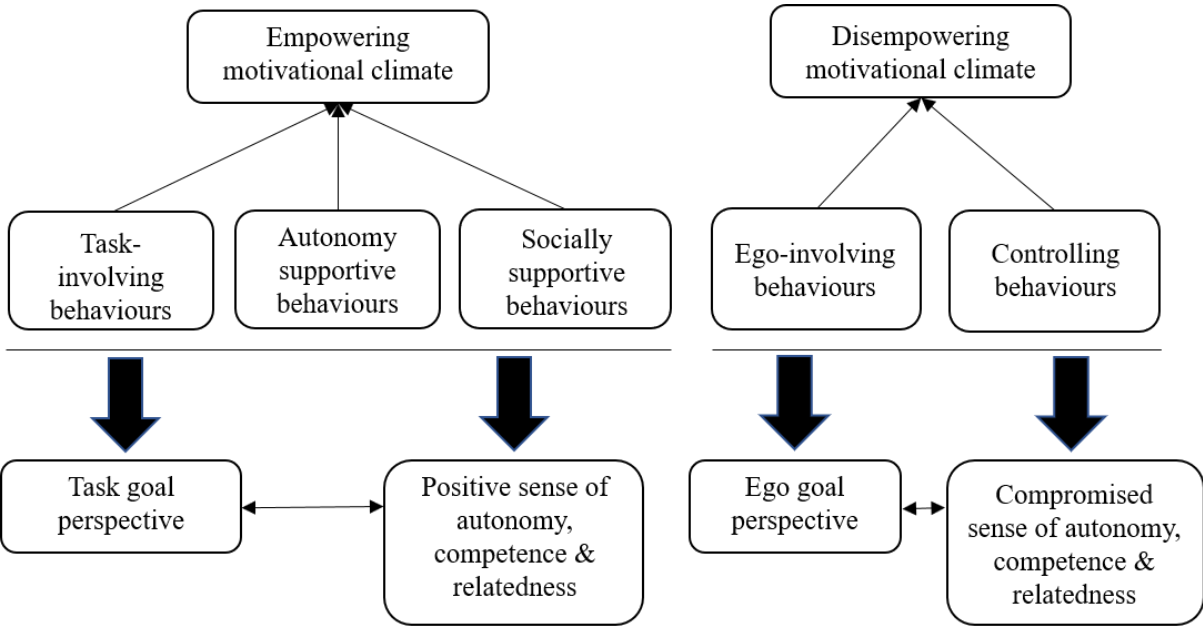 Empowering
motivational climate
Disempowering
motivational climate
Task-
involving
behaviours
Autonomy
supportive
behaviours
Socially
supportive
behaviours
Ego-involving
behaviours
Controlling
behaviours
Task goal
perspective
Positive sense of
autonomy,
competence &
relatedness
Ego goal
perspective
Compromised
sense of autonomy,
competence &
relatedness